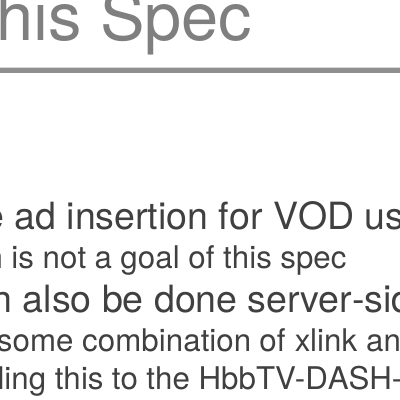 his Spec
e ad insertion for VOD us
n is not a goal of this spec
n also be done server-sid
some combination of xlink an
ling this to the HbbTV-DASH-